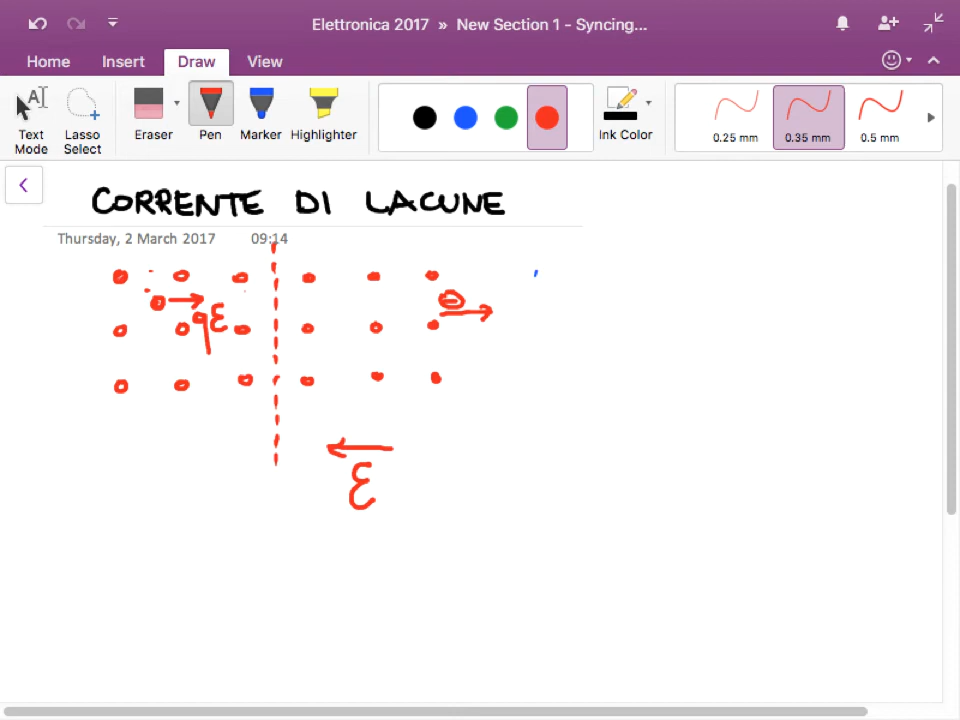 Elettronica 2017 » New Section 1 - Syncing...
Home Insert Draw View
Text Mode
Lasso Select
Eraser
Pen
Marker
Highlighter
Ink Color
0.25 mm
0.35 mm
0.5 mm
CORRENTE DI LACUNE
Thursday, 2 March 2017 09:14
qƐ
Ɛ